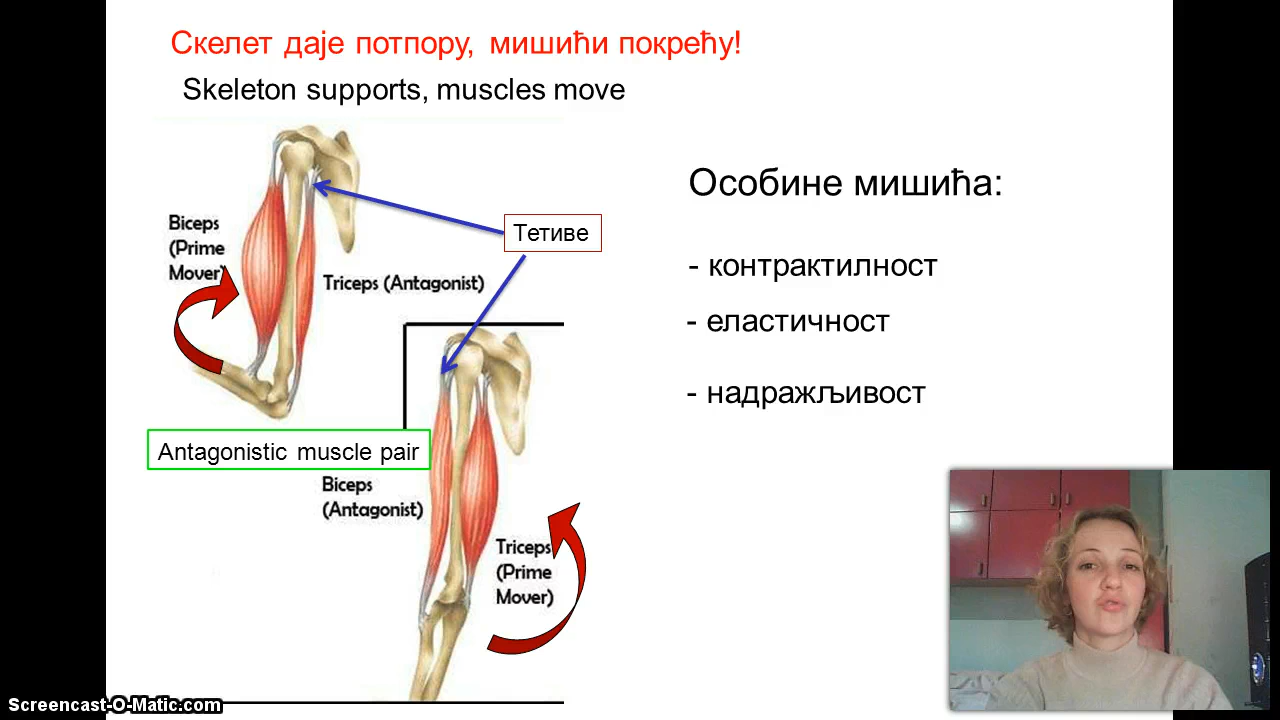 Скелет даје потпору, мишићи покрећу!
Skeleton supports, muscles move
Biceps
(Prime
Mover)
Triceps (Antagonist)
Тетиве
Antagonistic muscle pair
Biceps
(Antagonist)
Triceps
(Prime
Mover)
Особине мишића:
- контрактилност
- еластичност
- надражљивост
Screencast-O-Matic.com